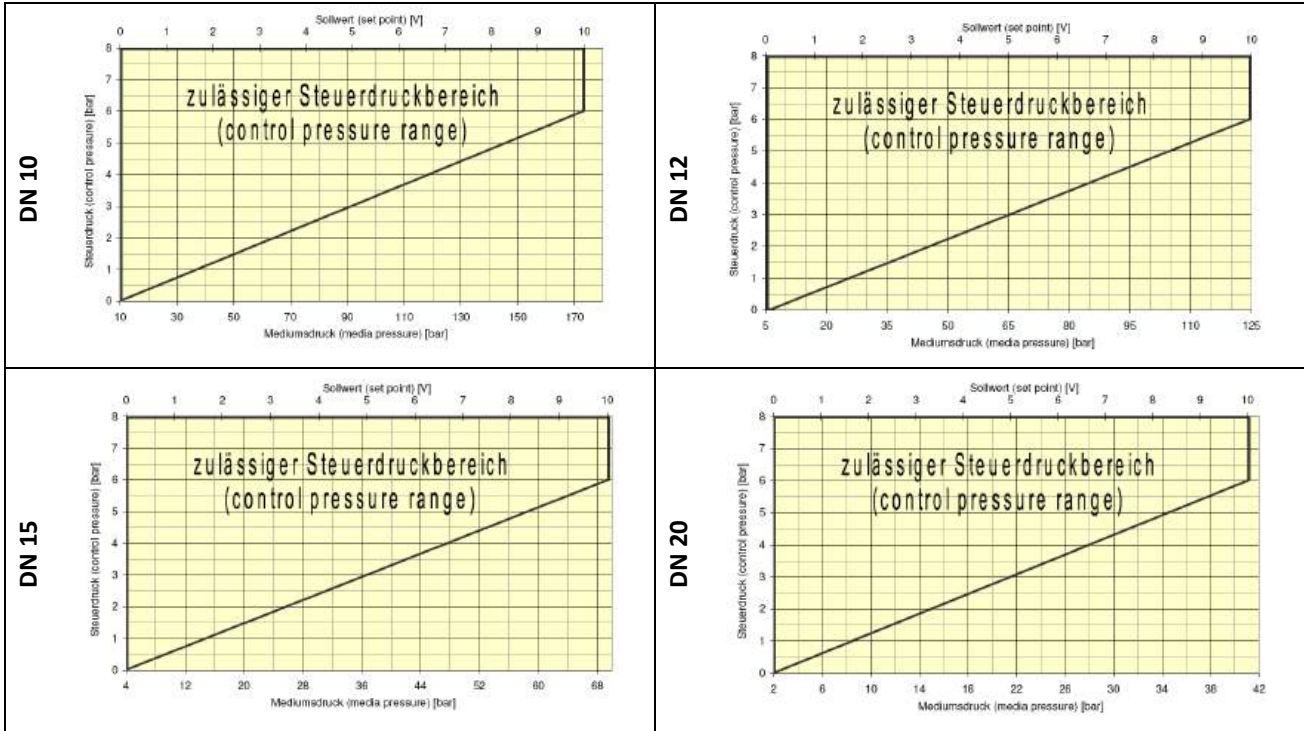 DN 10
Sollwert (set point) [V]
0 1 2 3 4 5 6 7 8 9 10
Steuerdruck (control pressure) [bar]
8
7
6
5
4
3
2
1
0
zulässiger Steuerdruckbereich
(control pressure range)
10 30 50 70 90 110 130 150 170
Mediumsdruck (media pressure) [bar]
DN 12
Sollwert (set point) [V]
0 1 2 3 4 5 6 7 8 9 10
Steuerdruck (control pressure) [bar]
8
7
6
5
4
3
2
1
0
zulässiger Steuerdruckbereich
(control pressure range)
5 20 35 50 65 80 95 110 125
Mediumsdruck (media pressure) [bar]
DN 15
Sollwert (set point) [V]
0 1 2 3 4 5 6 7 8 9 10
Steuerdruck (control pressure) [bar]
8
7
6
5
4
3
2
1
0
zulässiger Steuerdruckbereich
(control pressure range)
4 12 20 28 36 44 52 60 68
Mediumsdruck (media pressure) [bar]
DN 20
Sollwert (set point) [V]
0 1 2 3 4 5 6 7 8 9 10
Steuerdruck (control pressure) [bar]
8
7
6
5
4
3
2
1
0
zulässiger Steuerdruckbereich
(control pressure range)
2 6 10 14 18 22 26 30 34 38 42
Mediumsdruck (media pressure) [bar]